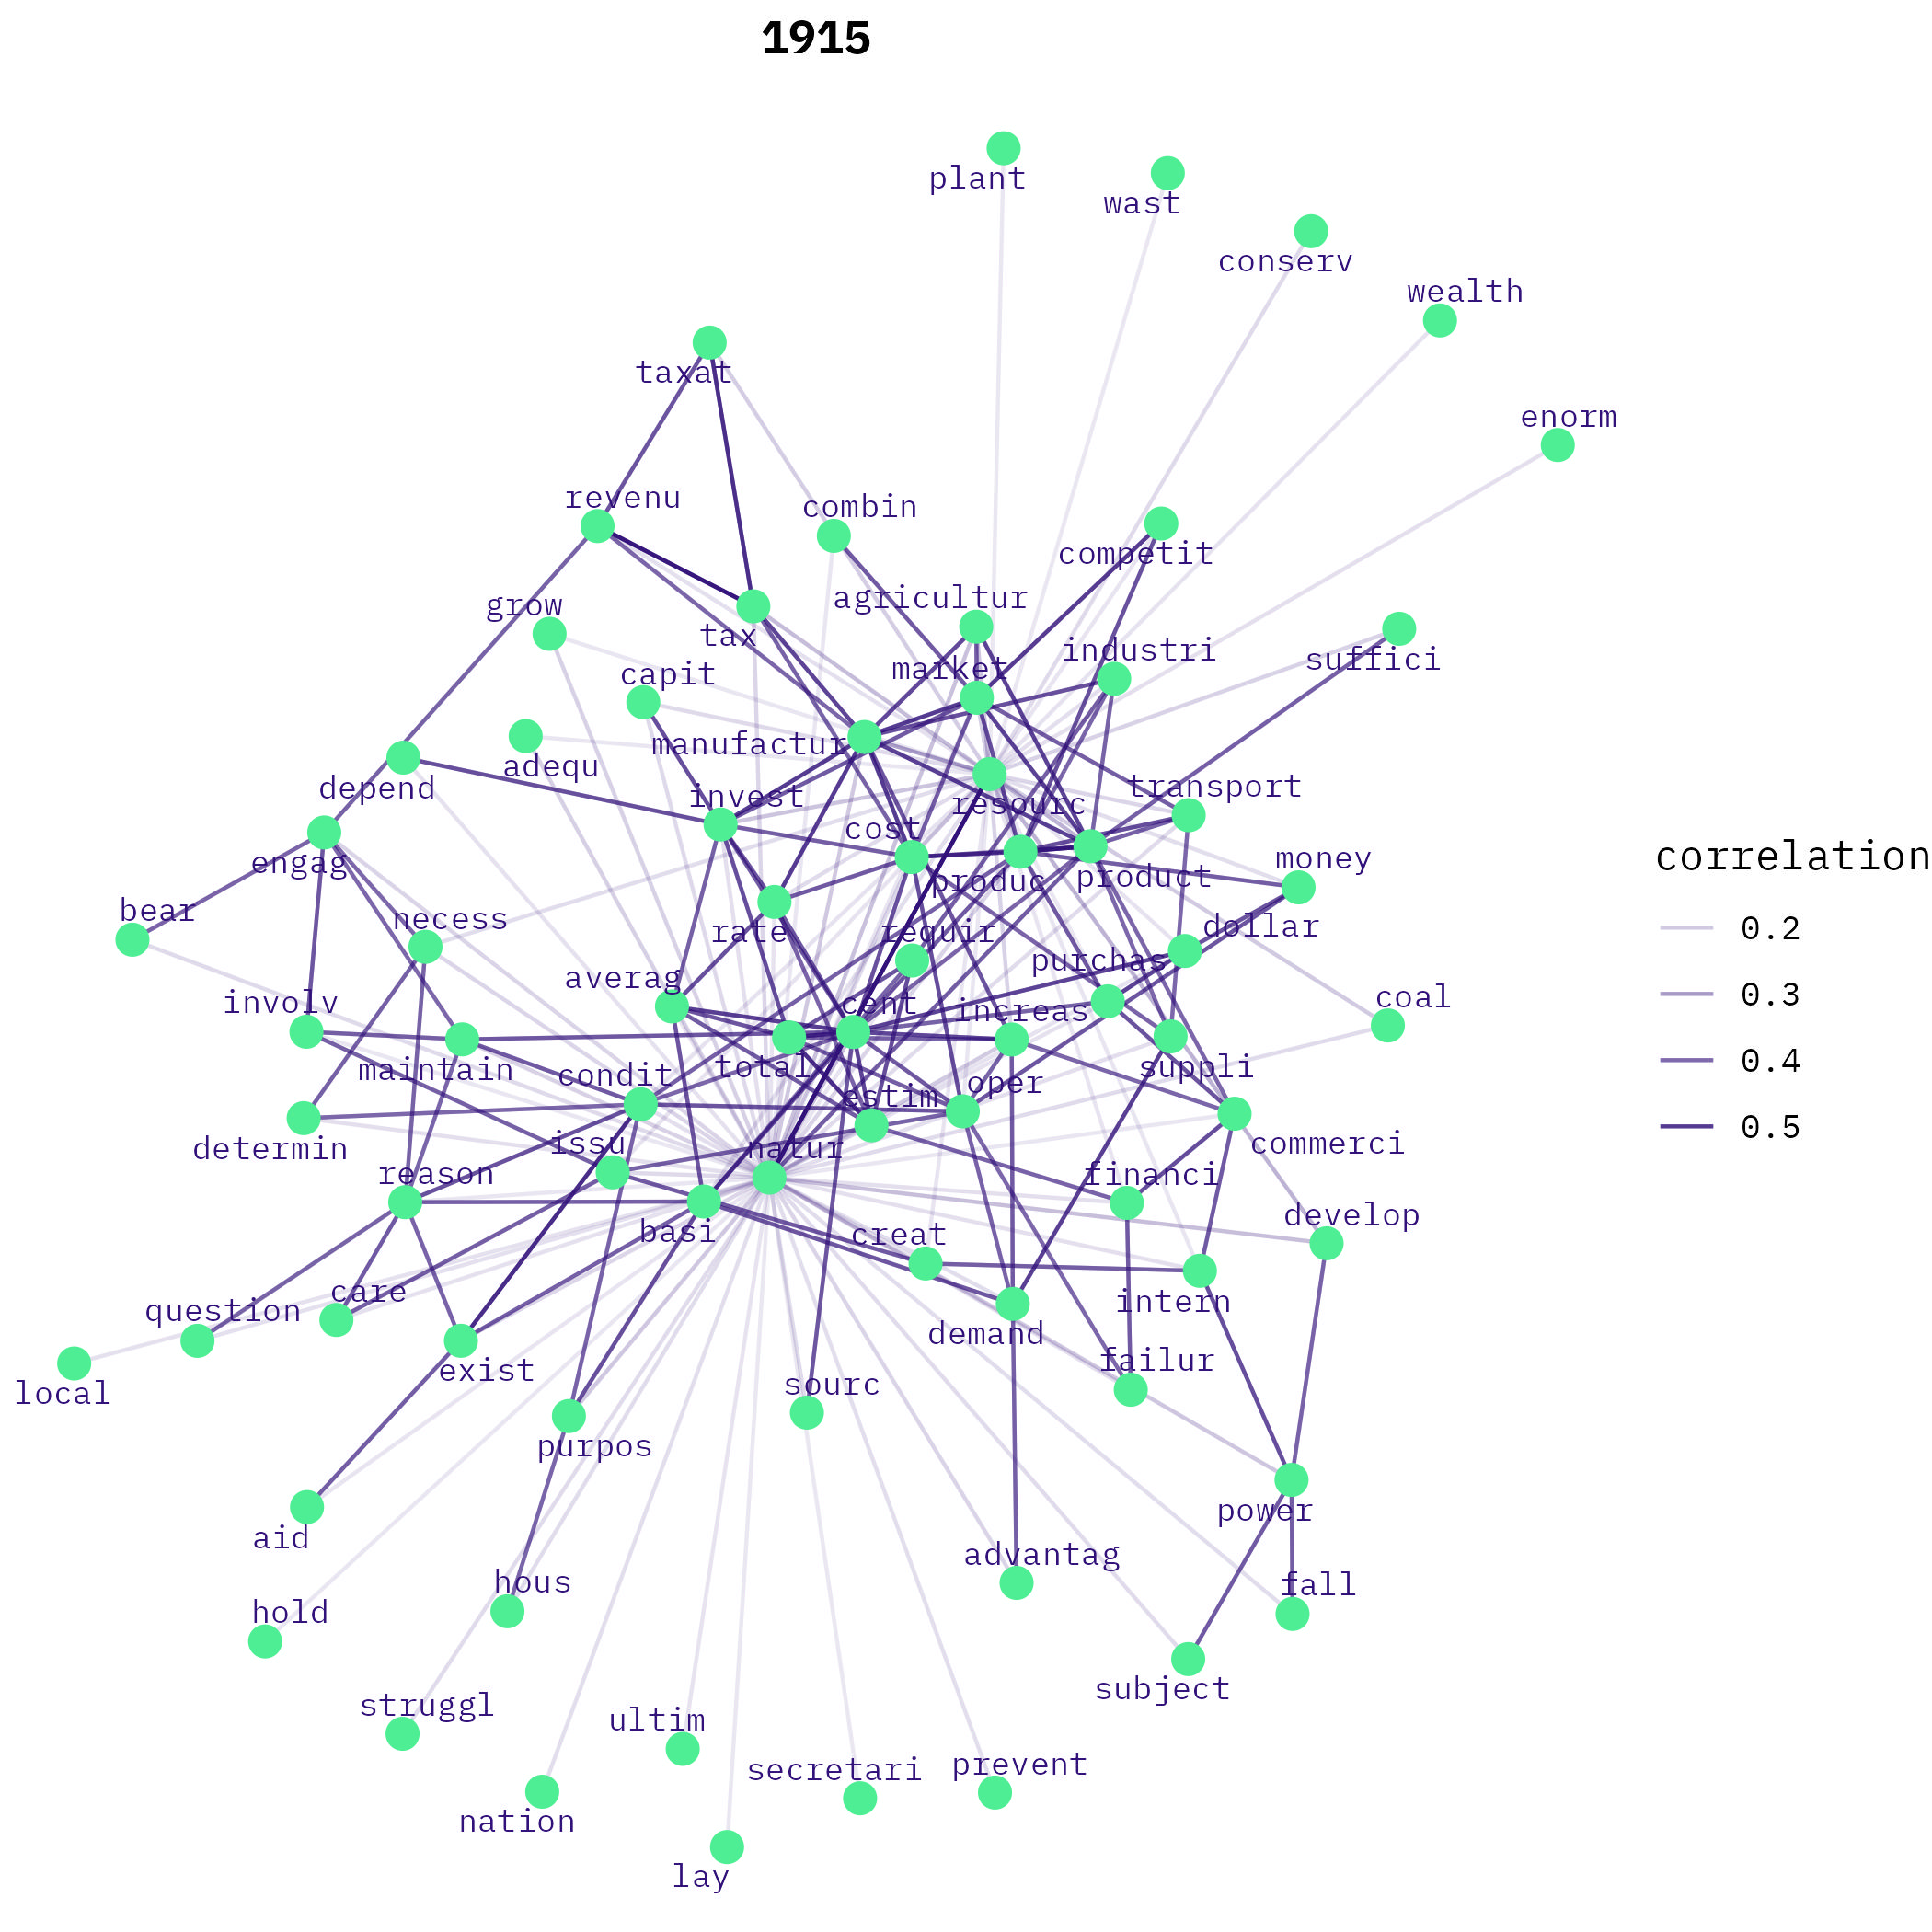 1915
plant
wast
conserv
wealth
taxat
enorm
revenu
combin
competit
agricultur
grow
tax
industri
suffici
market
capit
manufactur
adequ
depend
transport
invest
resourc
cost
engag
produc
product
money
bear
necess
rate
requir
dollar
purchas
averag
involv
cent
increas
coal
maintain
condit
total
suppli
oper
estim
determin
issu
natur
commerci
reason
financi
basi
creat
develop
care
question
intern
demand
exist
failur
local
sourc
purpos
power
aid
advantag
hous
fall
hold
subject
struggl
ultim
secretari
prevent
nation
lay
correlation
0.2
0.3
0.4
0.5